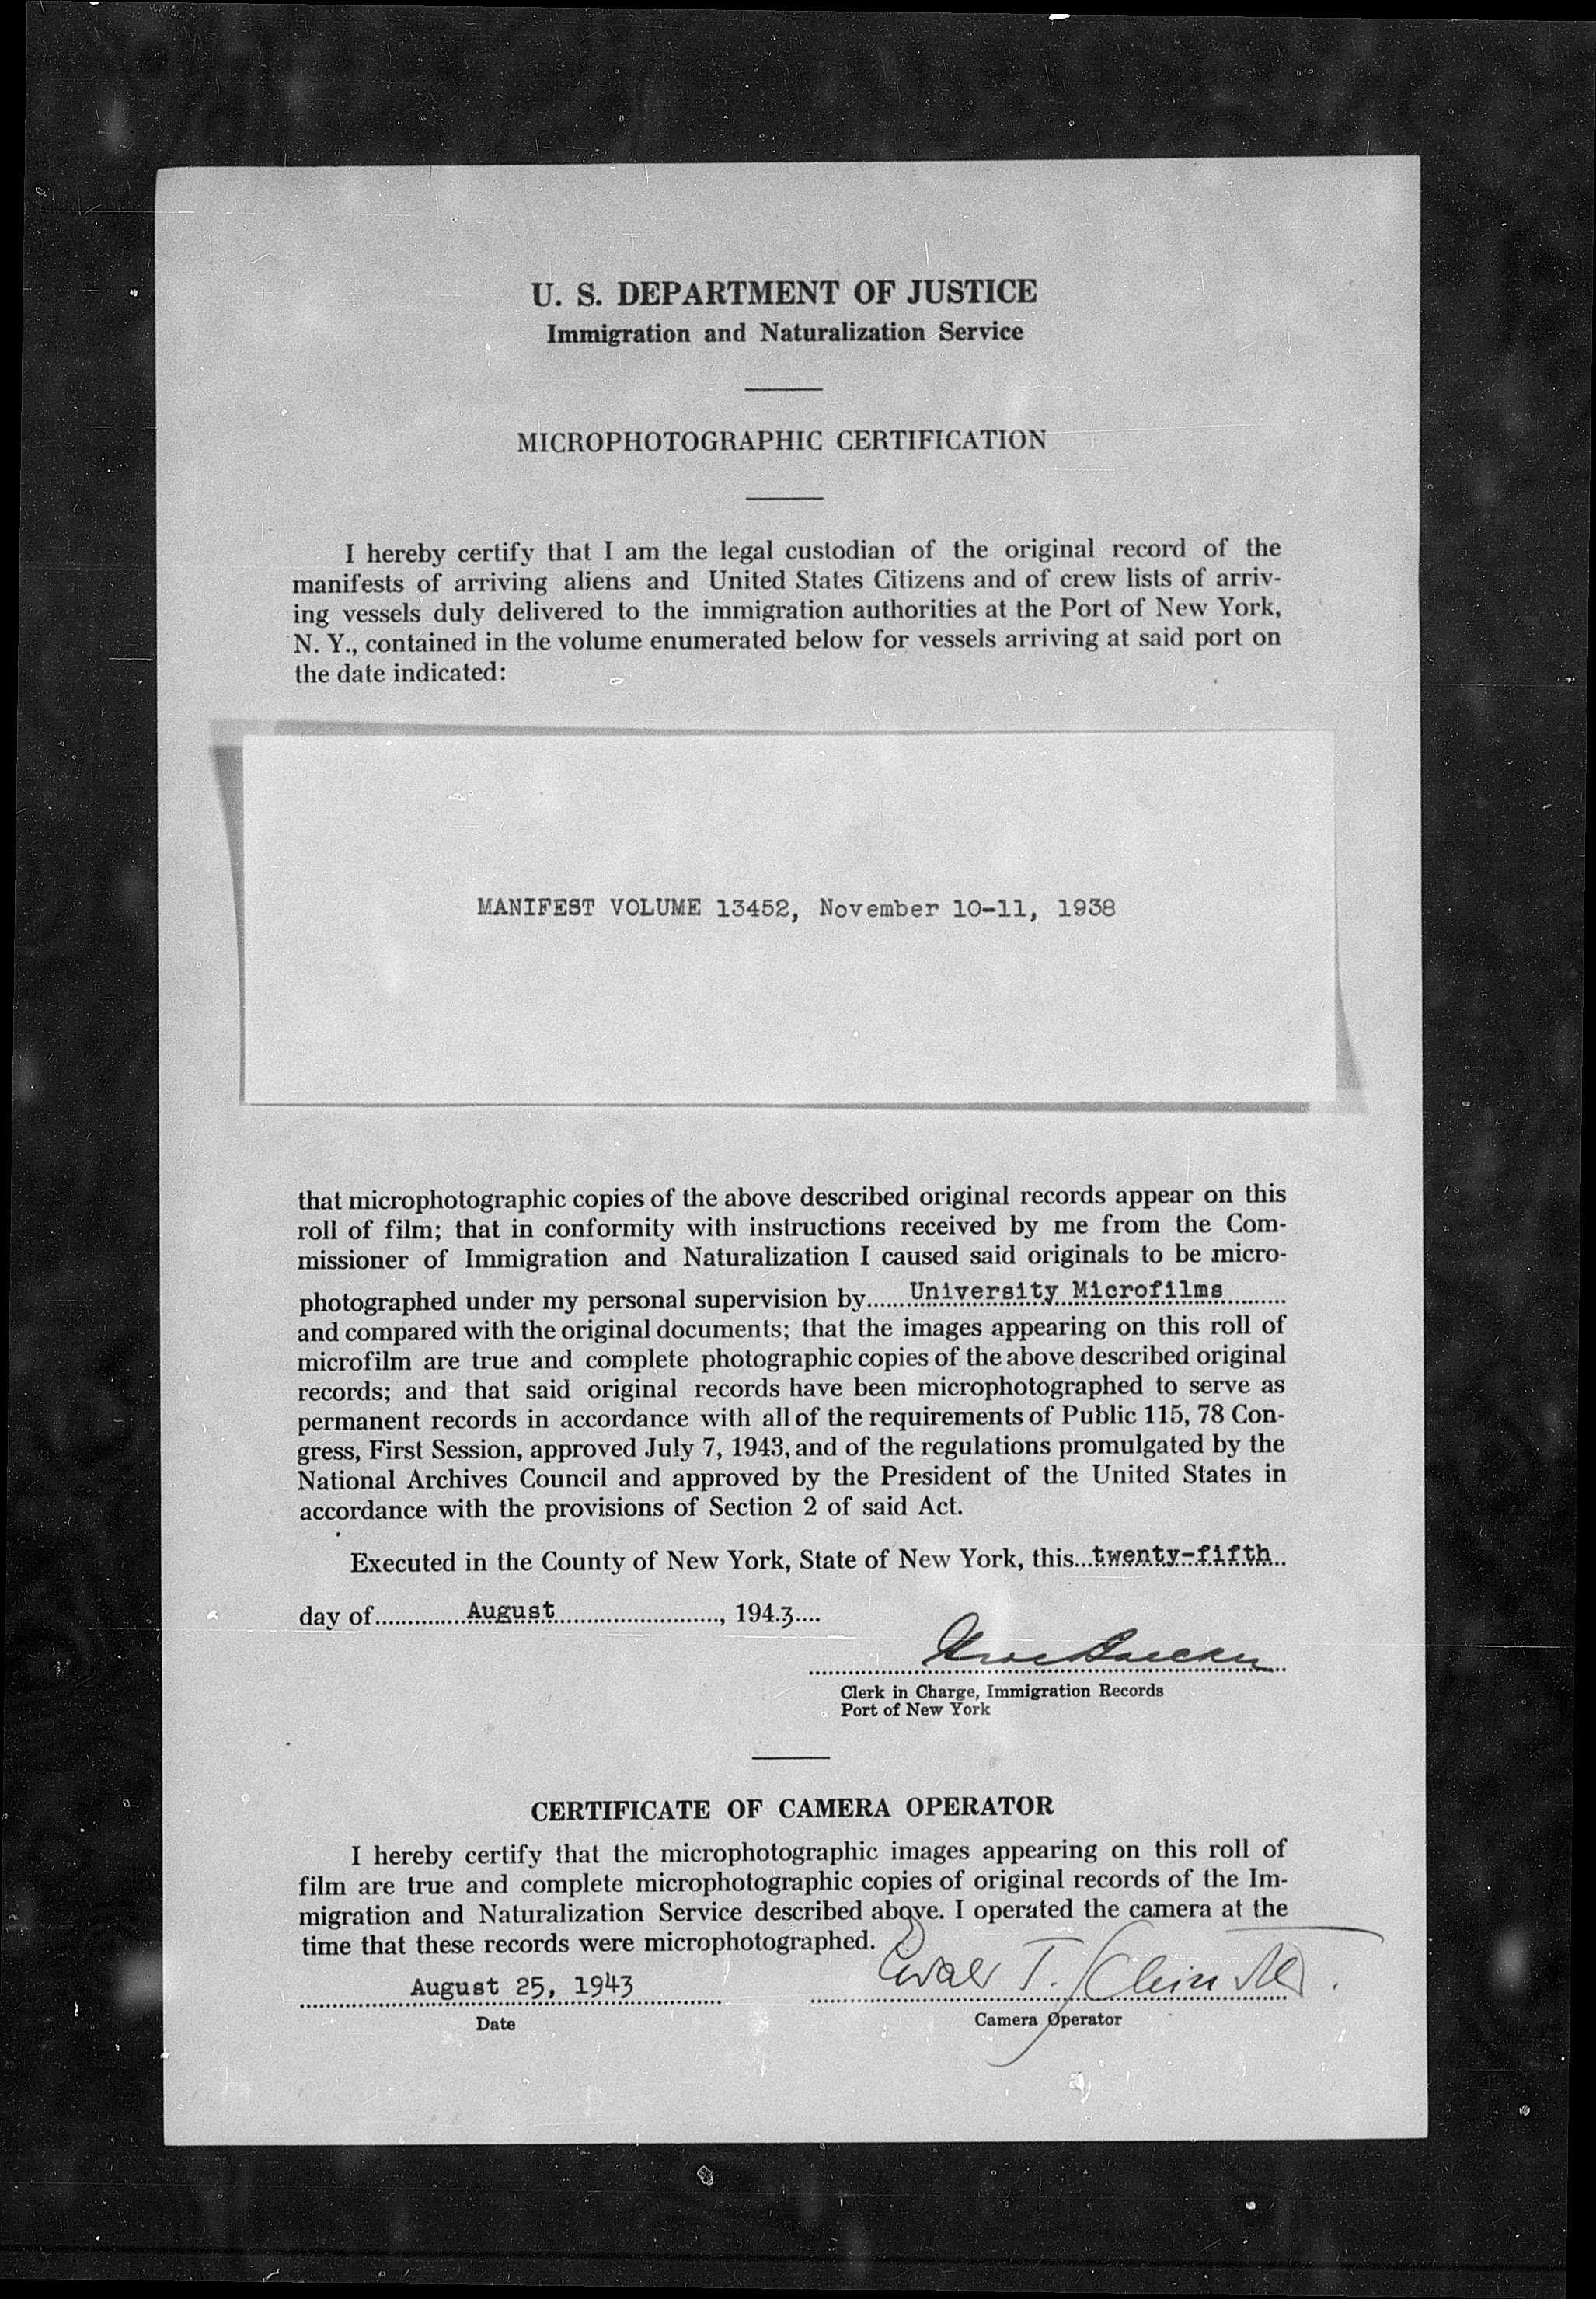 U. S. DEPARTMENT OF JUSTICE
Immigration and Naturalization Service
MICROPHOTOGRAPHIC CERTIFICATION
I hereby certify that I am the legal custodian of the original record of the
manifests of arriving aliens and United States Citizens and of crew lists of arriv-
ing vessels duly delivered to the immigration authorities at the Port of New York,
N. Y., contained in the volume enumerated below for vessels arriving at said port on
the date indicated:
MANIFEST VOLUME 13452, November 10-11, 1938
that microphotographic copies of the above described original records appear on this
roll of film; that in conformity with instructions received by me from the Com-
missioner of Immigration and Naturalization I caused said originals to be micro-
photographed under my personal supervision by......University Microfilms.........
and compared with the original documents; that the images appearing on this roll of
microfilm are true and complete photographic copies of the above described original
records; and that said original records have been microphotographed to serve as
permanent records in accordance with all of the requirements of Public 115, 78 Con-
gress, First Session, approved July 7, 1943, and of the regulations promulgated by the
National Archives Council and approved by the President of the United States in
accordance with the provisions of Section 2 of said Act.
Executed in the County of New York, State of New York, this...twenty-fifth..
day of..............August........................., 194.3....
Clerk in Charge, Immigration Records
Port of New York
CERTIFICATE OF CAMERA OPERATOR
I hereby certify that the microphotographic images appearing on this roll of
film are true and complete microphotographic copies of original records of the Im-
migration and Naturalization Service described above. I operated the camera at the
time that these records were microphotographed.
August 25, 1943
T.
Date
Camera Operator